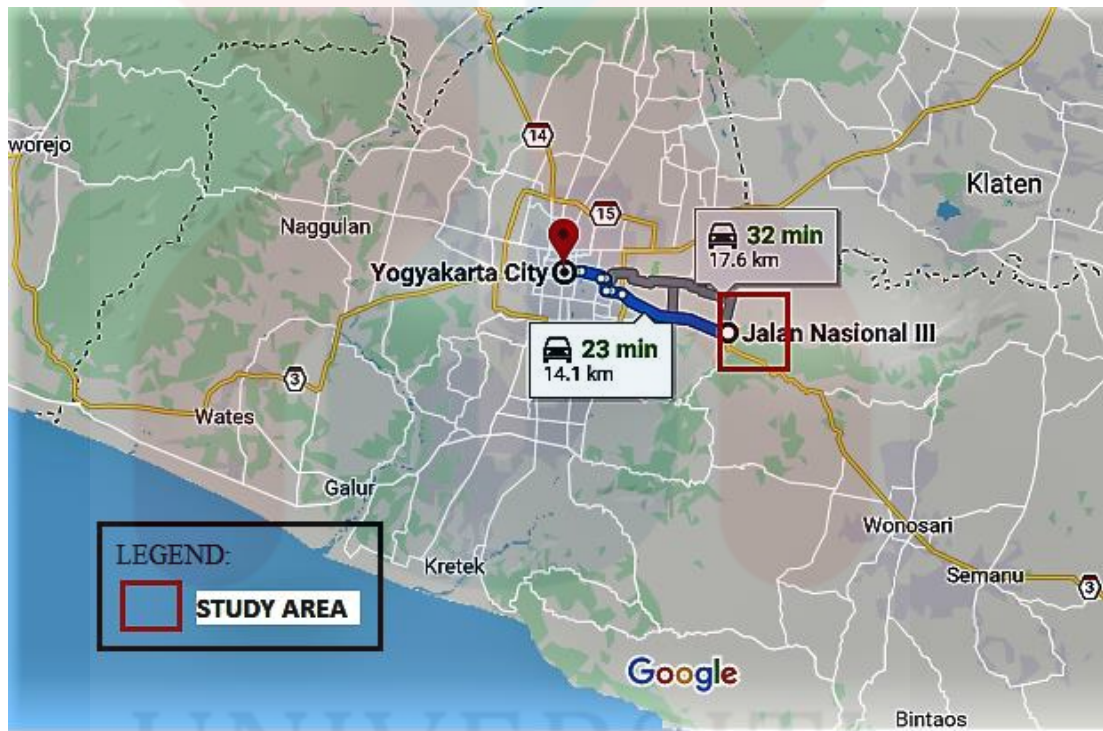 14
worejo
Klaten
15
Naggulan
32 min
17.6 km
Yogyakarta City
Jalan Nasional III
23 min
14.1 km
3
Wates
Galur
Wonosari
LEGEND:
Kretek
Semanu
3
STUDY AREA
Google
Bintaos
UNIVERSIT